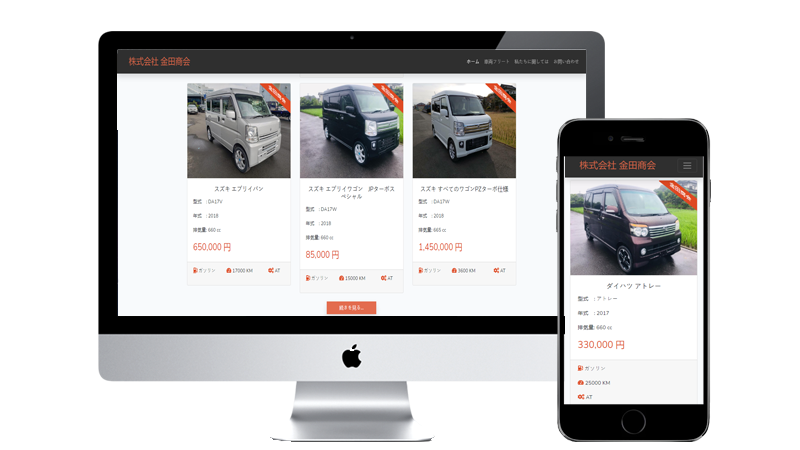 株式会社 金田商会
ホーム 車両フリート 私たちに関しては お問い合わせ
スズキ エブリイバン
型式 : DA17V
年式 : 2018
排気量: 660 cc
650,000 円
ガソリン 17000 KM AT
スズキ エブリイワゴン JPターボス
ペシャル
型式 : DA17W
年式 : 2018
排気量: 660 cc
85,000 円
ガソリン 15000 KM AT
スズキ すべてのワゴンPZターボ仕様
型式 : DA17W
年式 : 2018
排気量: 665 cc
1,450,000 円
ガソリン 3600 KM AT
続きを見る...
株式会社 金田商会
ダイハツ アトレー
型式 : アトレー
年式 : 2017
排気量: 660 cc
330,000 円
ガソリン
25000 KM
AT